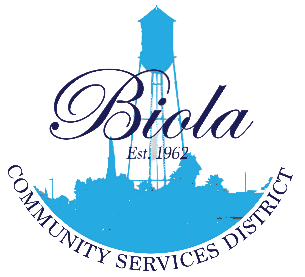 Biola
Est. 1962
COMMUNITY SERVICES DISTRICT